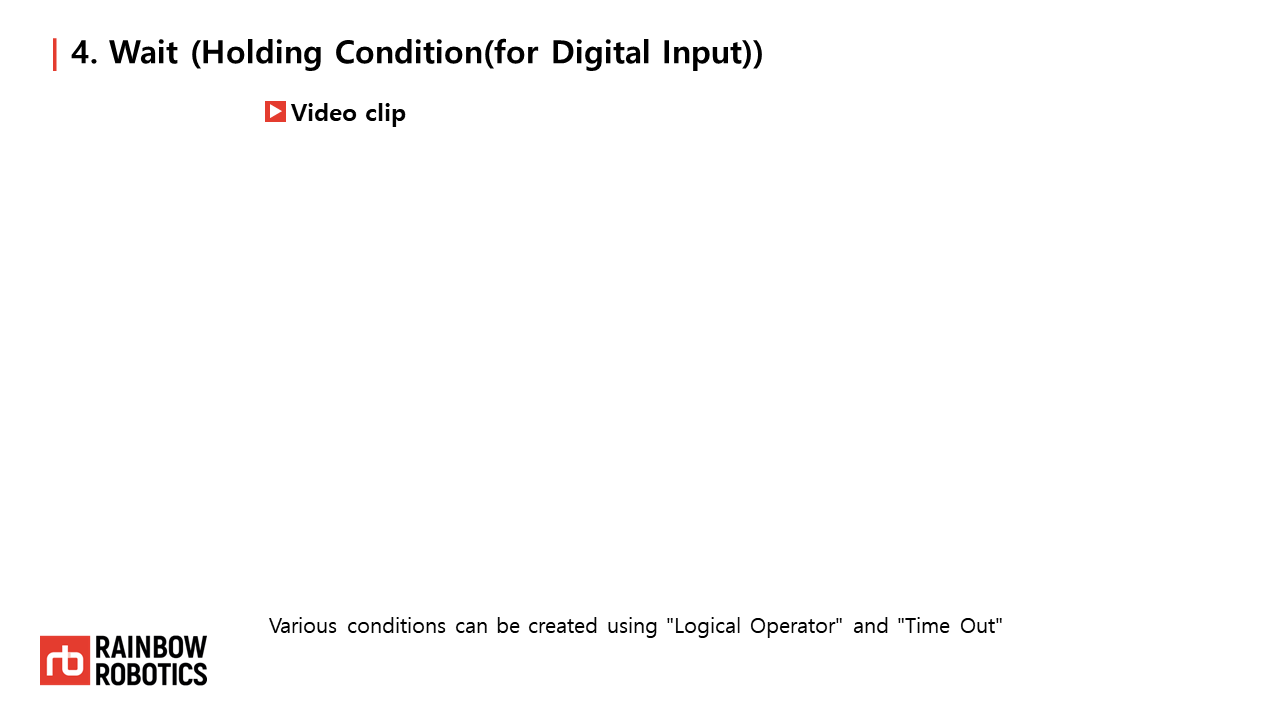 4. Wait (Holding Condition(for Digital Input))
Video clip
Various conditions can be created using "Logical Operator" and "Time Out"
rb RAINBOW
ROBOTICS